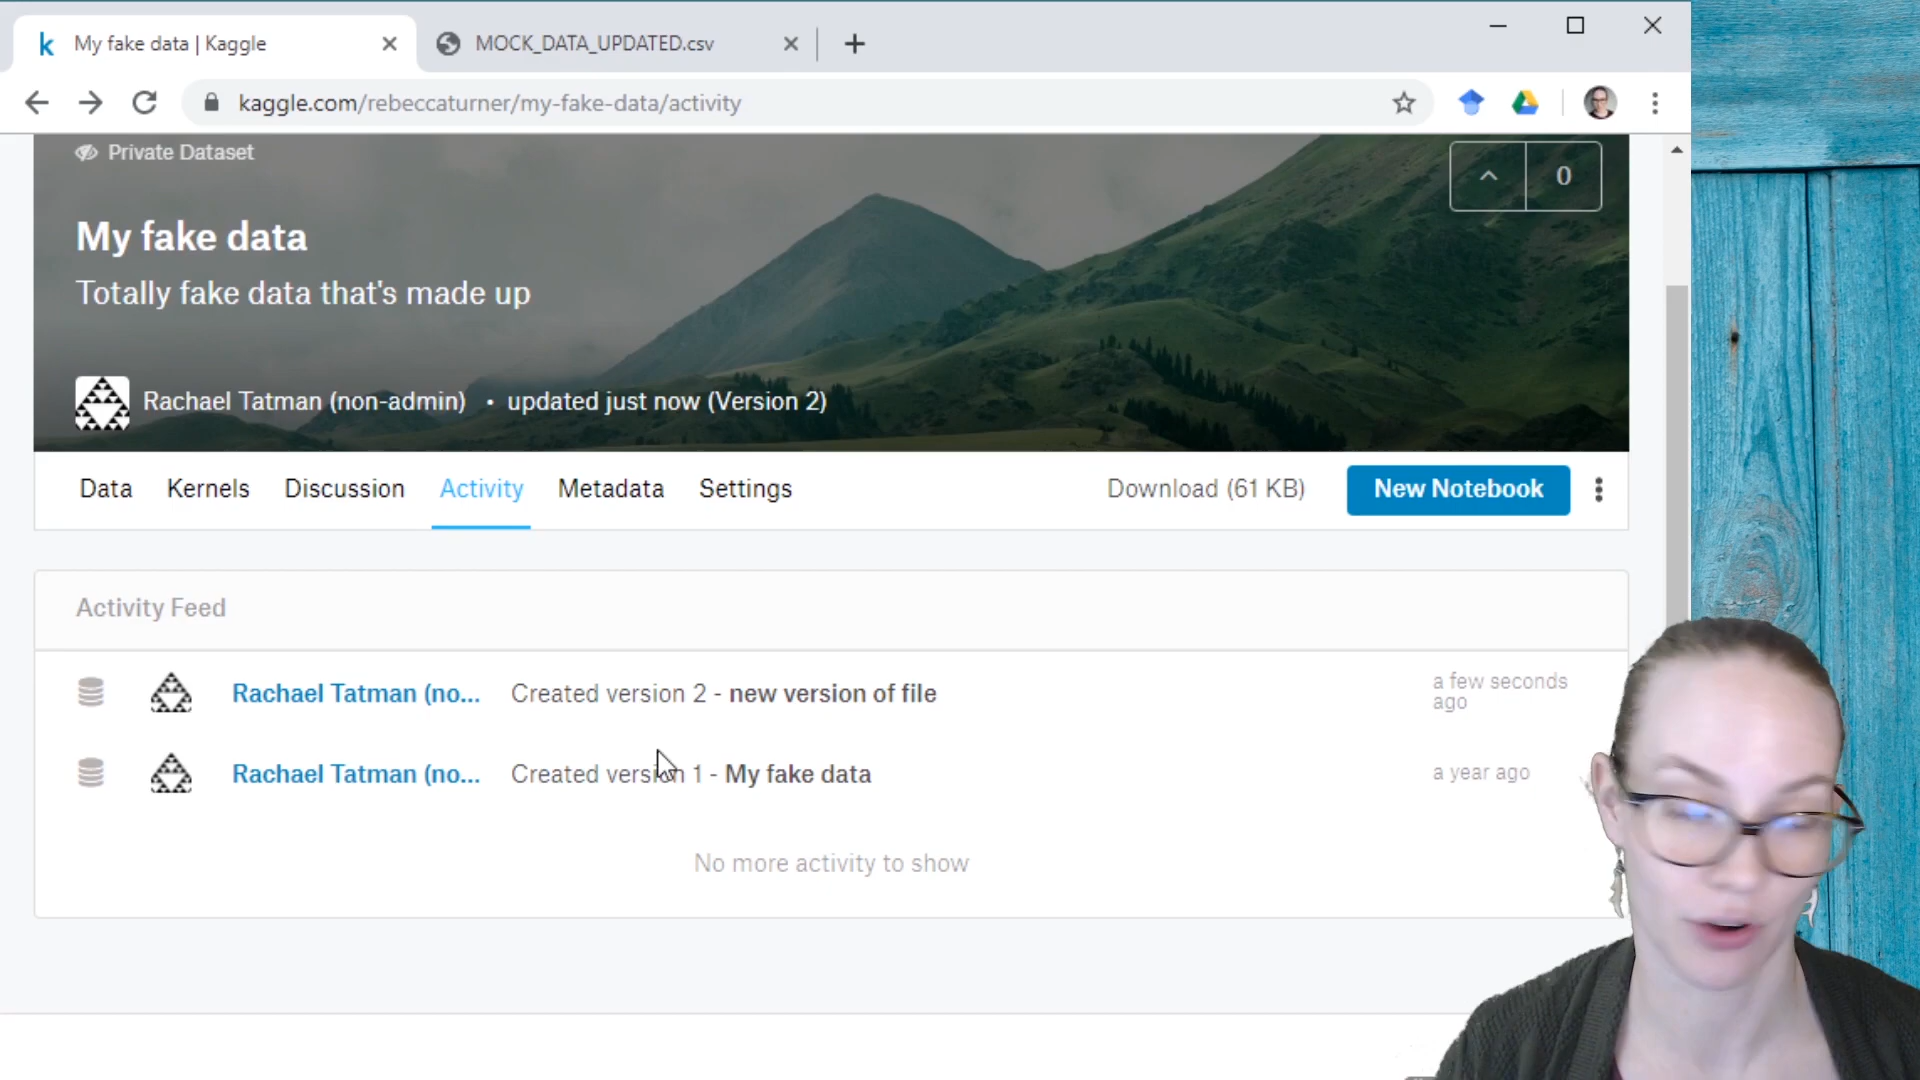 My fake data | Kaggle
MOCK_DATA_UPDATED.csv
kaggle.com/rebeccaturner/my-fake-data/activity
Private Dataset
0
My fake data
Totally fake data that's made up
Rachael Tatman (non-admin) • updated just now (Version 2)
Data Kernels Discussion Activity Metadata Settings Download (61 KB) New Notebook
Activity Feed
Rachael Tatman (no... Created version 2 - new version of file a few seconds ago
Rachael Tatman (no... Created version 1 - My fake data a year ago
No more activity to show